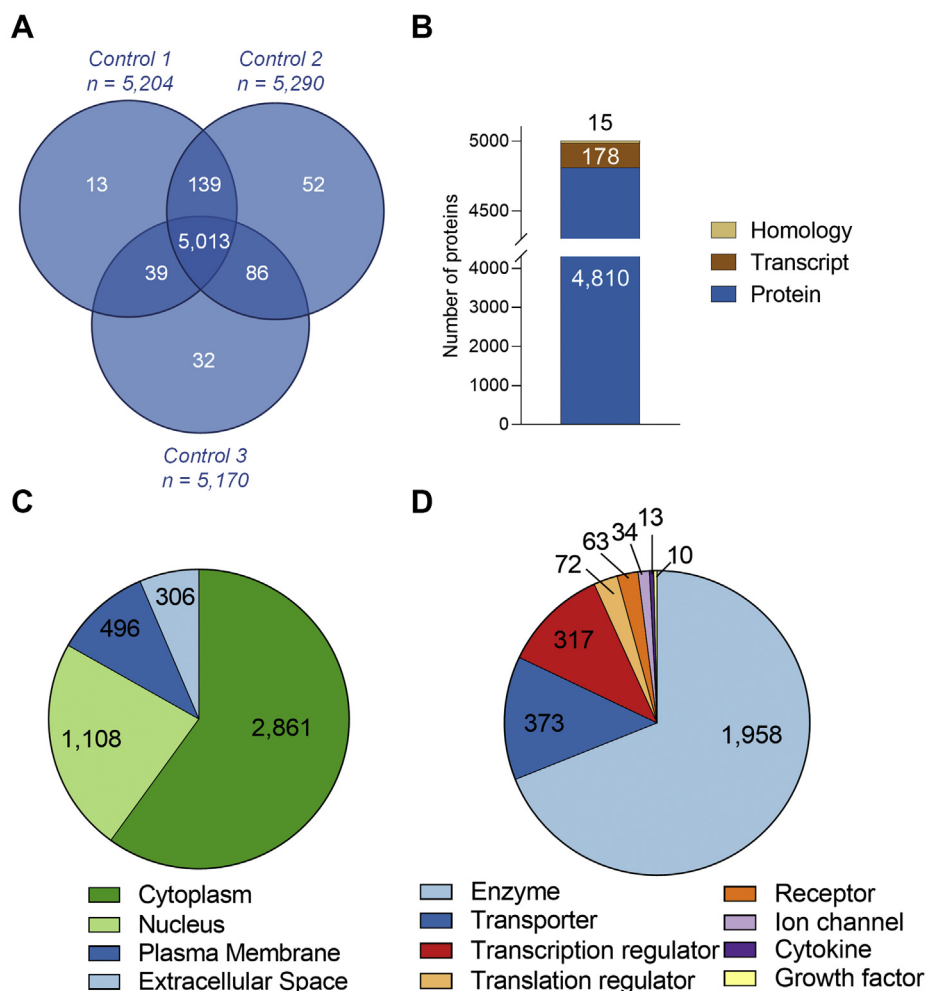 A
Control 1
n = 5,204
Control 2
n = 5,290
13
139
52
5,013
39
86
32
Control 3
n = 5,170
B
15
5000
178
4500
Number of proteins
4000
4,810
3000
2000
1000
0
Homology
Transcript
Protein
C
306
496
1,108
2,861
Cytoplasm
Nucleus
Plasma Membrane
Extracellular Space
D
72
63
34
13
10
317
373
1,958
Enzyme
Transporter
Transcription regulator
Translation regulator
Receptor
Ion channel
Cytokine
Growth factor